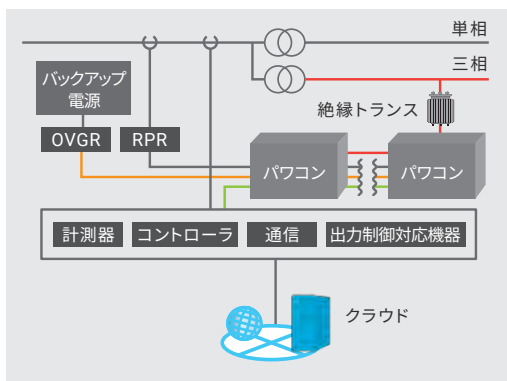 単相
三相
バックアップ
電源
絶縁トランス
OVGR
RPR
パワコン
パワコン
計測器
コントローラ
通信
出力制御対応機器
クラウド